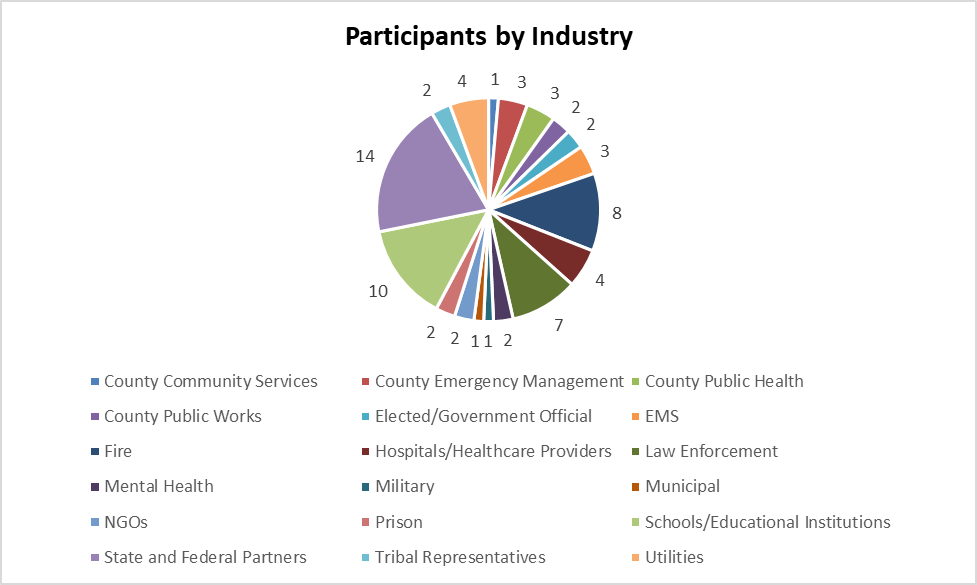 Participants by Industry
2 4 1 3
3
2
2
14 3
8
4
10
7
2 2 1 1 2
County Community Services County Emergency Management County Public Health
County Public Works Elected/Government Official EMS
Fire Hospitals/Healthcare Providers Law Enforcement
Mental Health Military Municipal
NGOs Prison Schools/Educational Institutions
State and Federal Partners Tribal Representatives Utilities